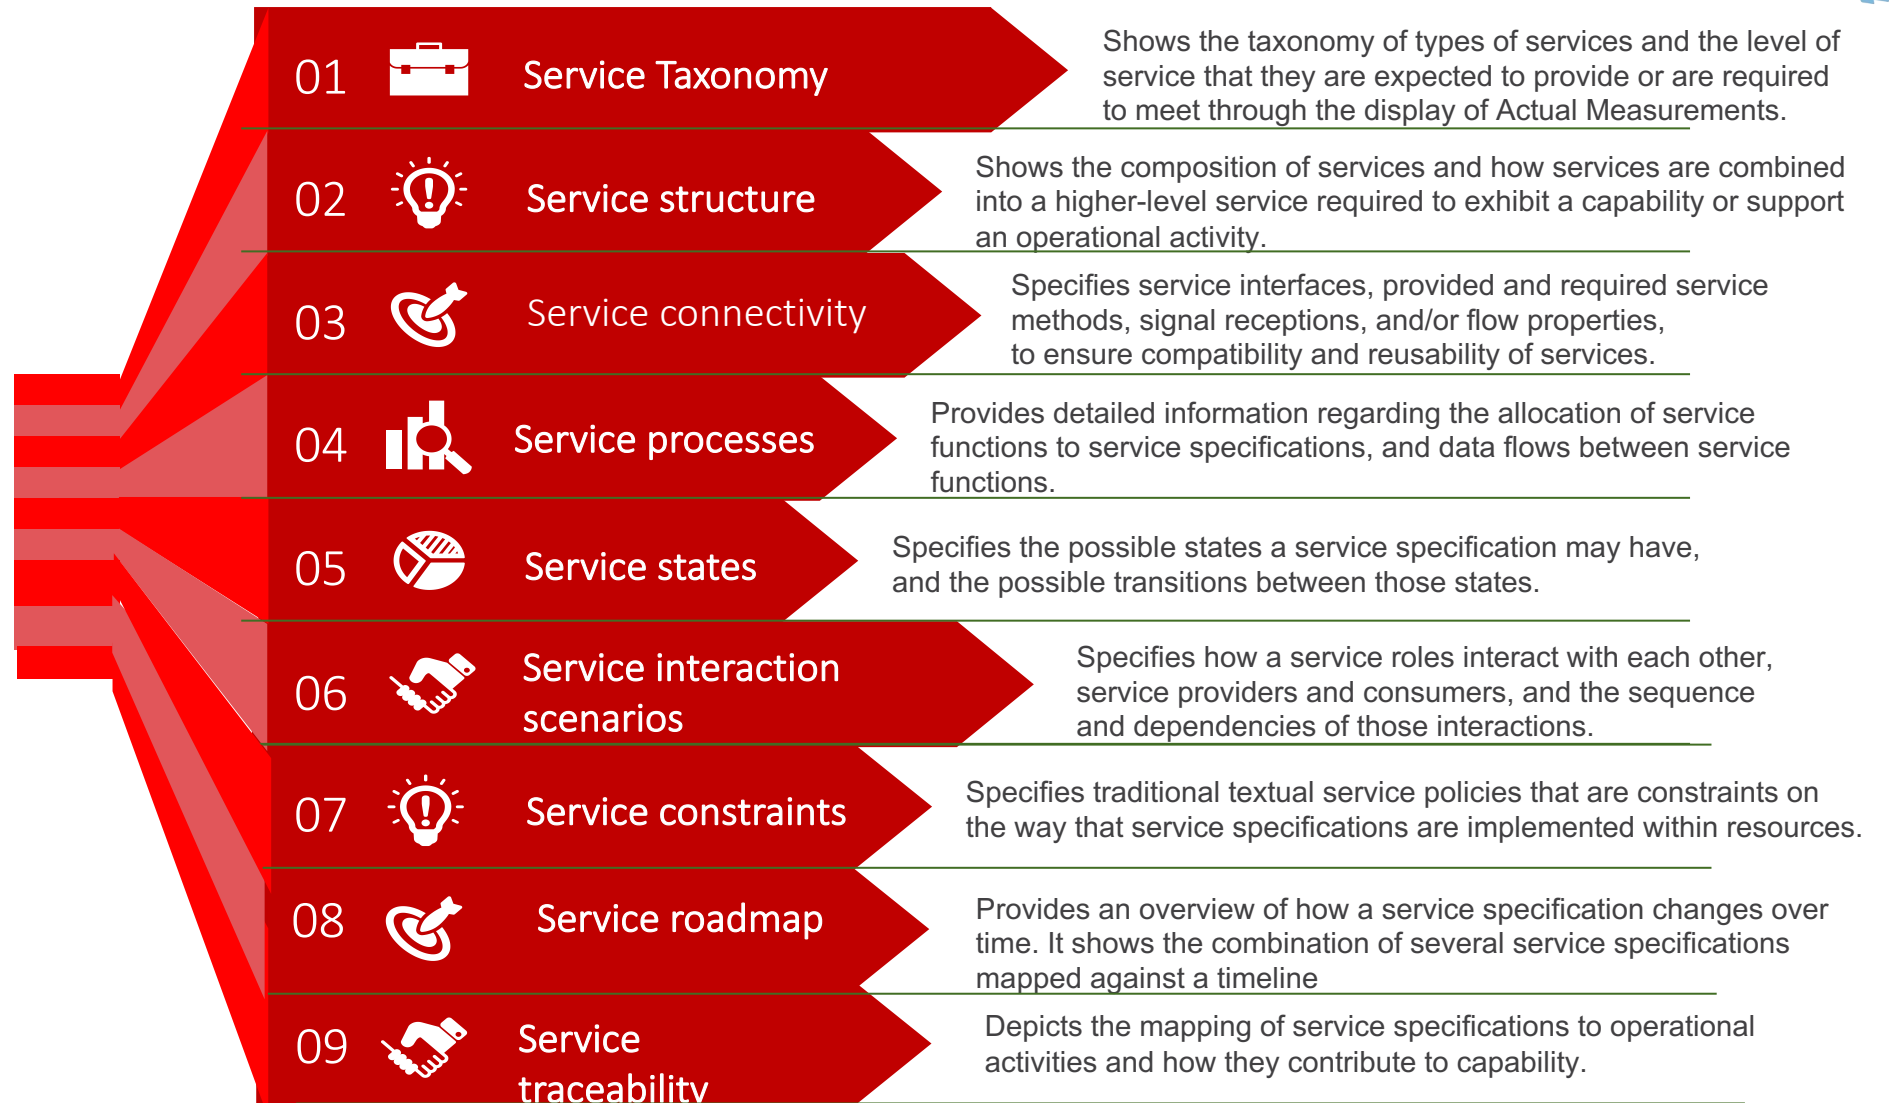 01
Service Taxonomy
Shows the taxonomy of types of services and the level of
service that they are expected to provide or are required
to meet through the display of Actual Measurements.
02
Service structure
Shows the composition of services and how services are combined
into a higher-level service required to exhibit a capability or support
an operational activity.
03
Service connectivity
Specifies service interfaces, provided and required service
methods, signal receptions, and/or flow properties,
to ensure compatibility and reusability of services.
04
Service processes
Provides detailed information regarding the allocation of service
functions to service specifications, and data flows between service
functions.
05
Service states
Specifies the possible states a service specification may have,
and the possible transitions between those states.
06
Service interaction
scenarios
Specifies how a service roles interact with each other,
service providers and consumers, and the sequence
and dependencies of those interactions.
07
Service constraints
Specifies traditional textual service policies that are constraints on
the way that service specifications are implemented within resources.
08
Service roadmap
Provides an overview of how a service specification changes over
time. It shows the combination of several service specifications
mapped against a timeline
09
Service
traceability
Depicts the mapping of service specifications to operational
activities and how they contribute to capability.